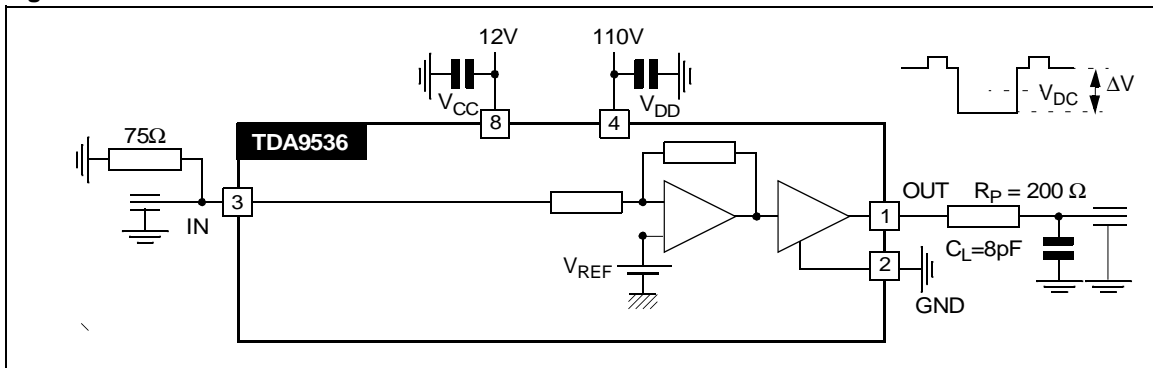 12V
110V
VCC
VDD
8
4
VDC
ΔV
75Ω
TDA9536
3
IN
OUT
RP = 200 Ω
1
CL=8pF
2
VREF
GND